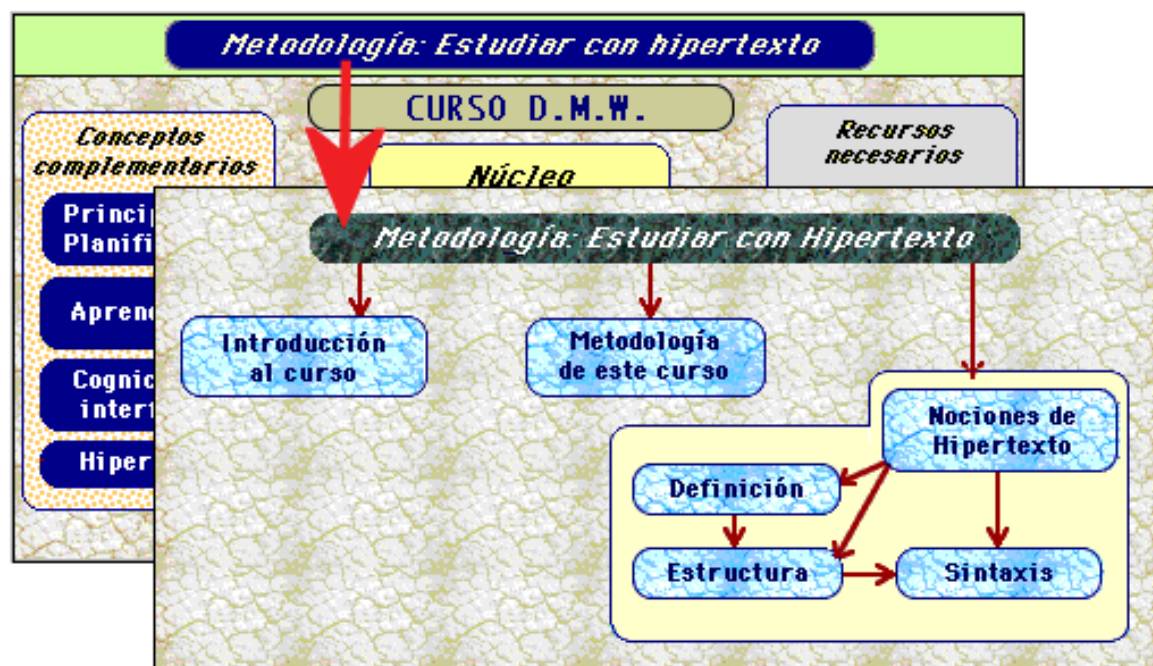 Metodología: Estudiar con hipertexto
CURSO D.M.W.
Conceptos
complementarios
Núcleo
Recursos
necesarios
Metodología: Estudiar con Hipertexto
Introducción
al curso
Metodología
de este curso
Nociones de
Hipertexto
Definición
Estructura
Sintaxis